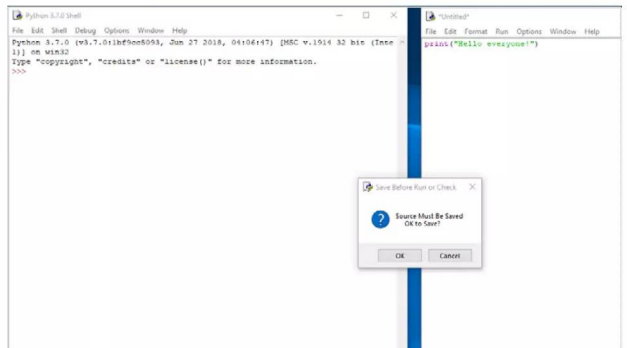 Python 3.7.0 Shell
File Edit Shell Debug Options Window Help
Python 3.7.0 (v3.7.0:1bf9cc5093, Jun 27 2018, 04:06:47) [MSC v.1914 32 bit (Inte
l)] on win32
Type "copyright", "credits" or "license()" for more information.
>>>
*Untitled*
File Edit Format Run Options Window Help
print("Hello everyone!")
Save Before Run or Check
Source Must Be Saved
OK to Save?
OK Cancel